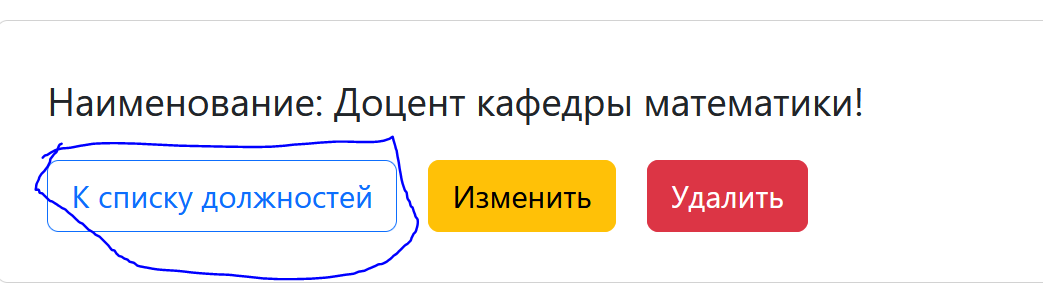 Наименование: Доцент кафедры математики!
К списку должностей Изменить Удалить